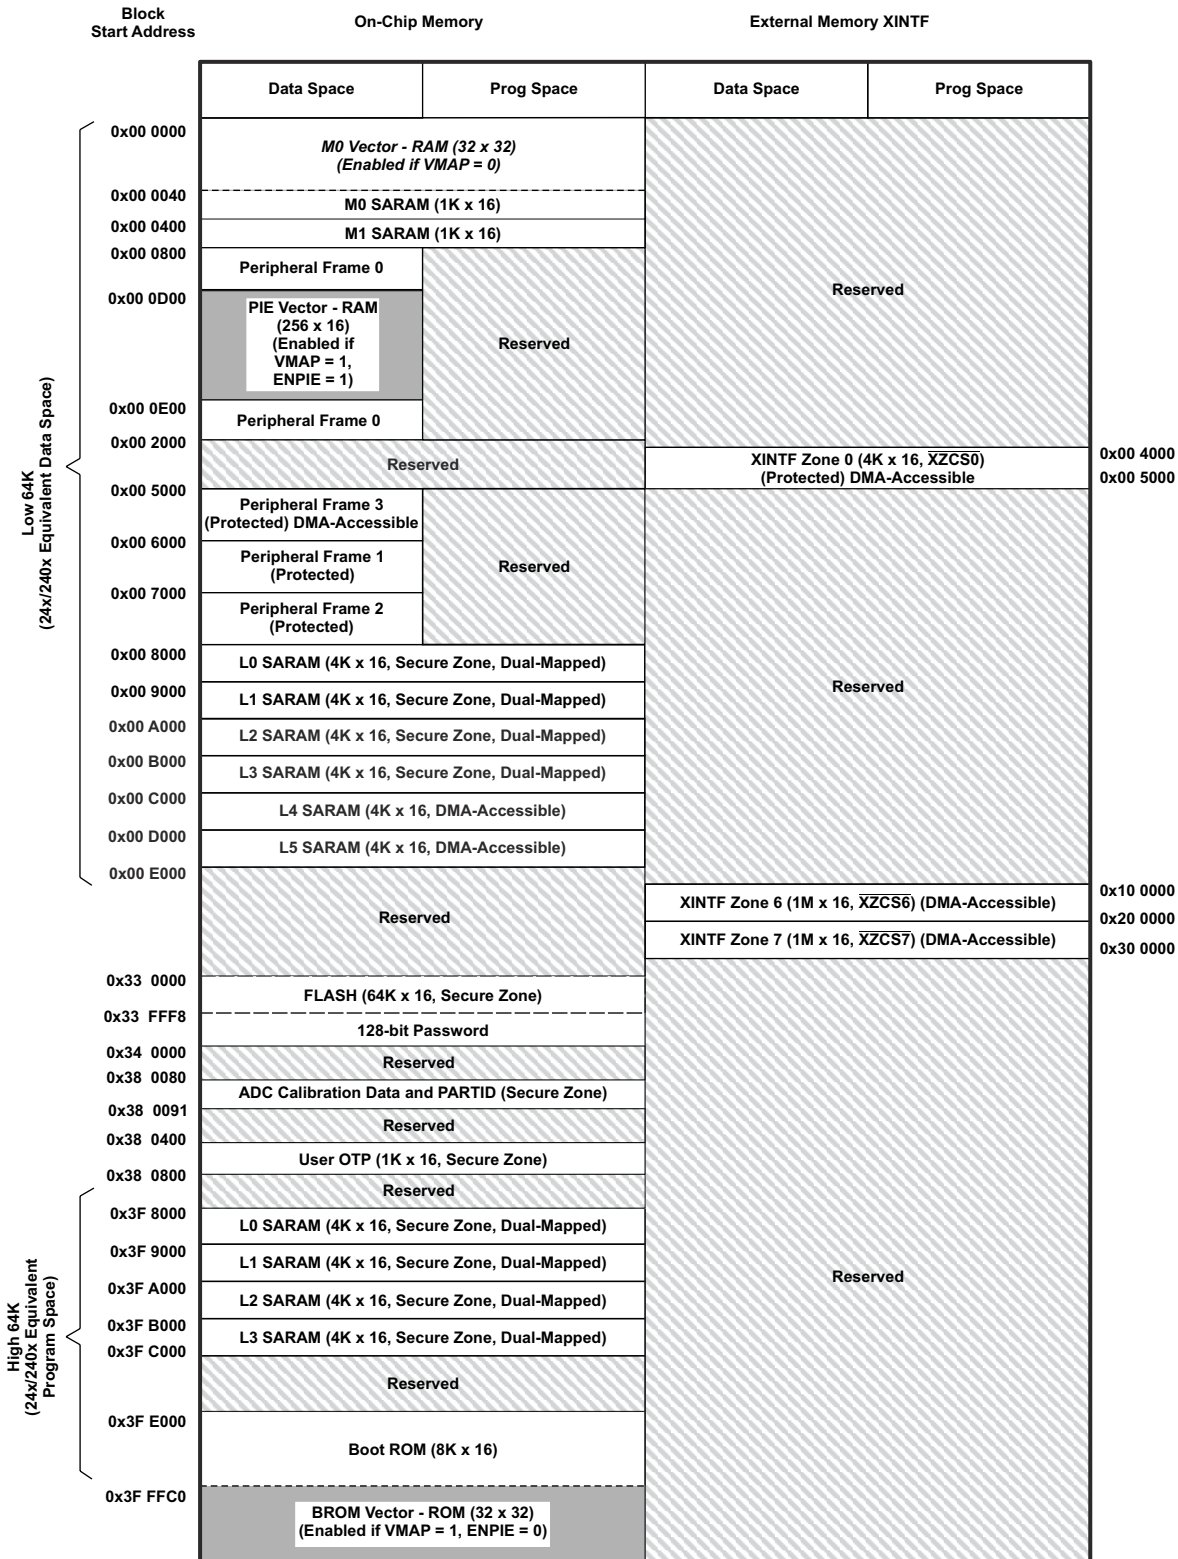 Block
Start Address
On-Chip Memory
External Memory XINTF
Data Space
Prog Space
Data Space
Prog Space
0x00 0000
M0 Vector - RAM (32 x 32)
(Enabled if VMAP = 0)
0x00 0040
M0 SARAM (1K x 16)
0x00 0400
M1 SARAM (1K x 16)
0x00 0800
Peripheral Frame 0
Reserved
0x00 0D00
PIE Vector - RAM
(256 x 16)
(Enabled if
VMAP = 1,
ENPIE = 1)
Reserved
0x00 0E00
Peripheral Frame 0
0x00 2000
Reserved
XINTF Zone 0 (4K x 16, XZCS0)
(Protected) DMA-Accessible
0x00 4000
0x00 5000
0x00 5000
Peripheral Frame 3
(Protected) DMA-Accessible
0x00 6000
Peripheral Frame 1
(Protected)
Reserved
0x00 7000
Peripheral Frame 2
(Protected)
Low 64K
(24x/240x Equivalent Data Space)
0x00 8000
L0 SARAM (4K x 16, Secure Zone, Dual-Mapped)
0x00 9000
L1 SARAM (4K x 16, Secure Zone, Dual-Mapped)
Reserved
0x00 A000
L2 SARAM (4K x 16, Secure Zone, Dual-Mapped)
0x00 B000
L3 SARAM (4K x 16, Secure Zone, Dual-Mapped)
0x00 C000
L4 SARAM (4K x 16, DMA-Accessible)
0x00 D000
L5 SARAM (4K x 16, DMA-Accessible)
0x00 E000
Reserved
0x10 0000
XINTF Zone 6 (1M x 16, XZCS6) (DMA-Accessible)
0x20 0000
XINTF Zone 7 (1M x 16, XZCS7) (DMA-Accessible)
0x30 0000
0x33 0000
FLASH (64K x 16, Secure Zone)
0x33 FFF8
128-bit Password
0x34 0000
Reserved
0x38 0080
ADC Calibration Data and PARTID (Secure Zone)
0x38 0091
Reserved
0x38 0400
User OTP (1K x 16, Secure Zone)
0x38 0800
Reserved
0x3F 8000
L0 SARAM (4K x 16, Secure Zone, Dual-Mapped)
0x3F 9000
L1 SARAM (4K x 16, Secure Zone, Dual-Mapped)
Reserved
0x3F A000
L2 SARAM (4K x 16, Secure Zone, Dual-Mapped)
0x3F B000
L3 SARAM (4K x 16, Secure Zone, Dual-Mapped)
0x3F C000
High 64K
(24x/240x Equivalent
Program Space)
Reserved
0x3F E000
Boot ROM (8K x 16)
0x3F FFC0
BROM Vector - ROM (32 x 32)
(Enabled if VMAP = 1, ENPIE = 0)